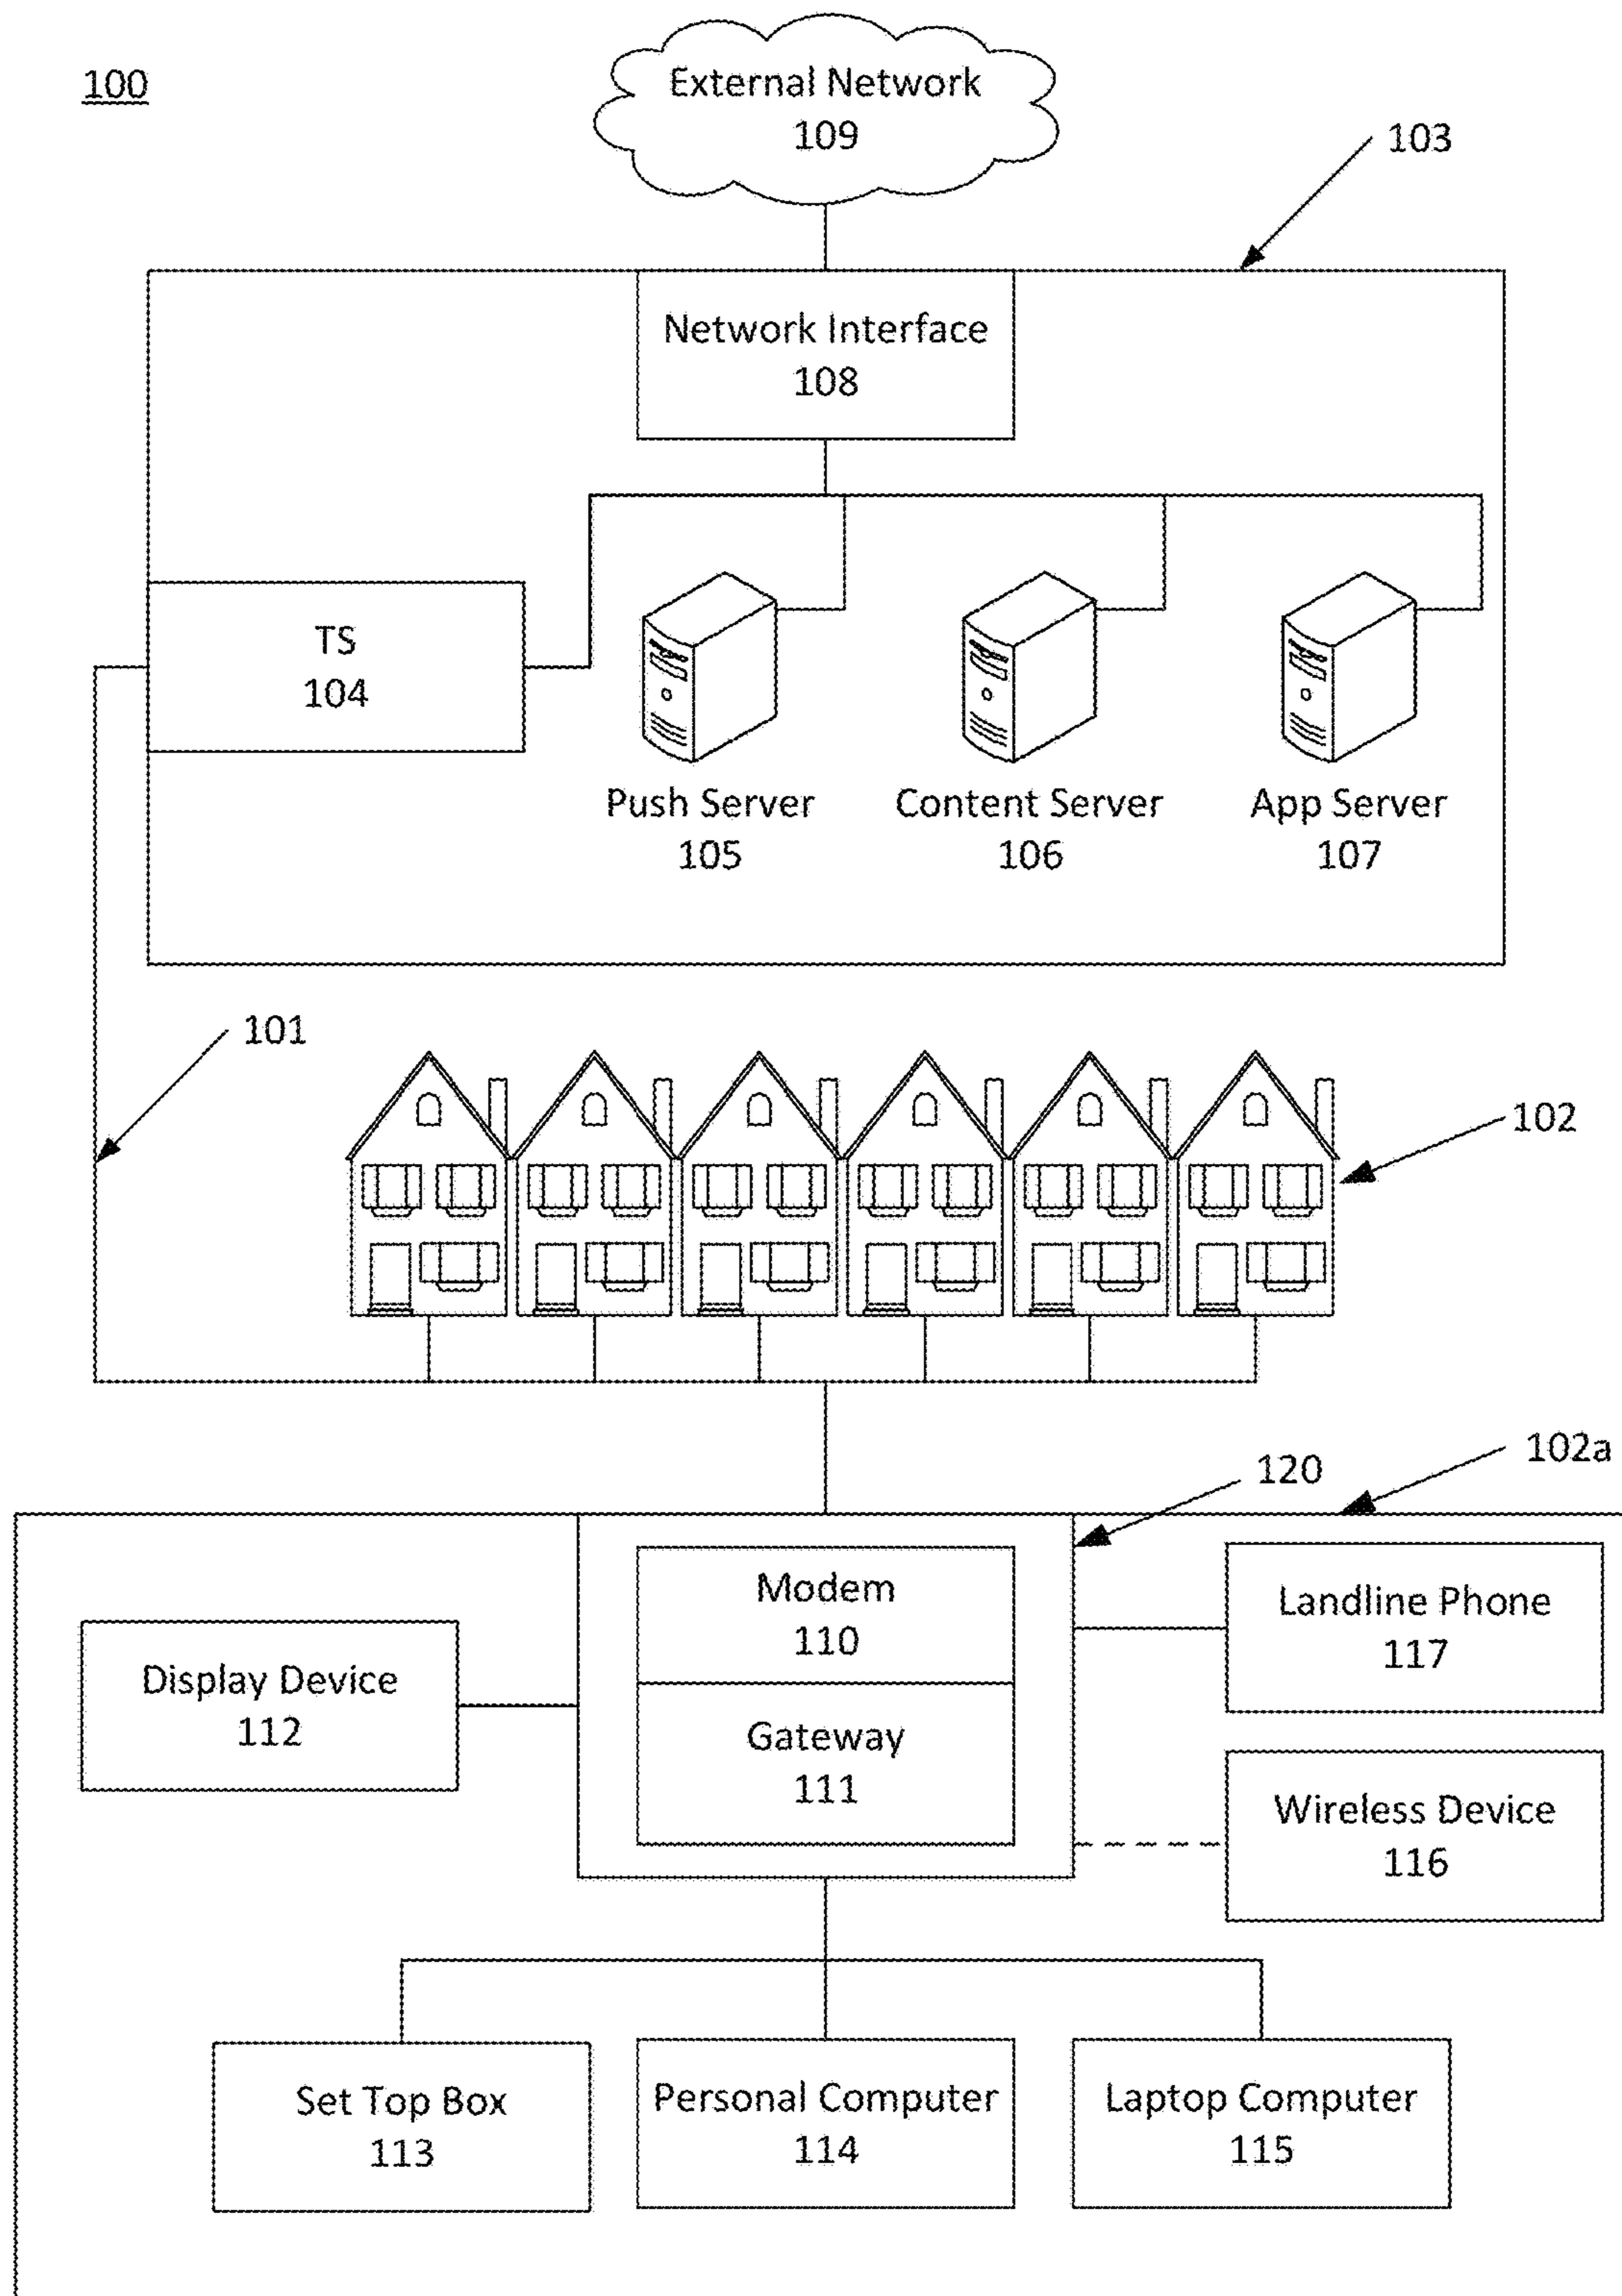 100
External Network
109
103
Network Interface
108
TS
104
Push Server
105
Content Server
106
App Server
107
101
102
102a
120
Modem
110
Gateway
111
Display Device
112
Landline Phone
117
Wireless Device
116
Set Top Box
113
Personal Computer
114
Laptop Computer
115